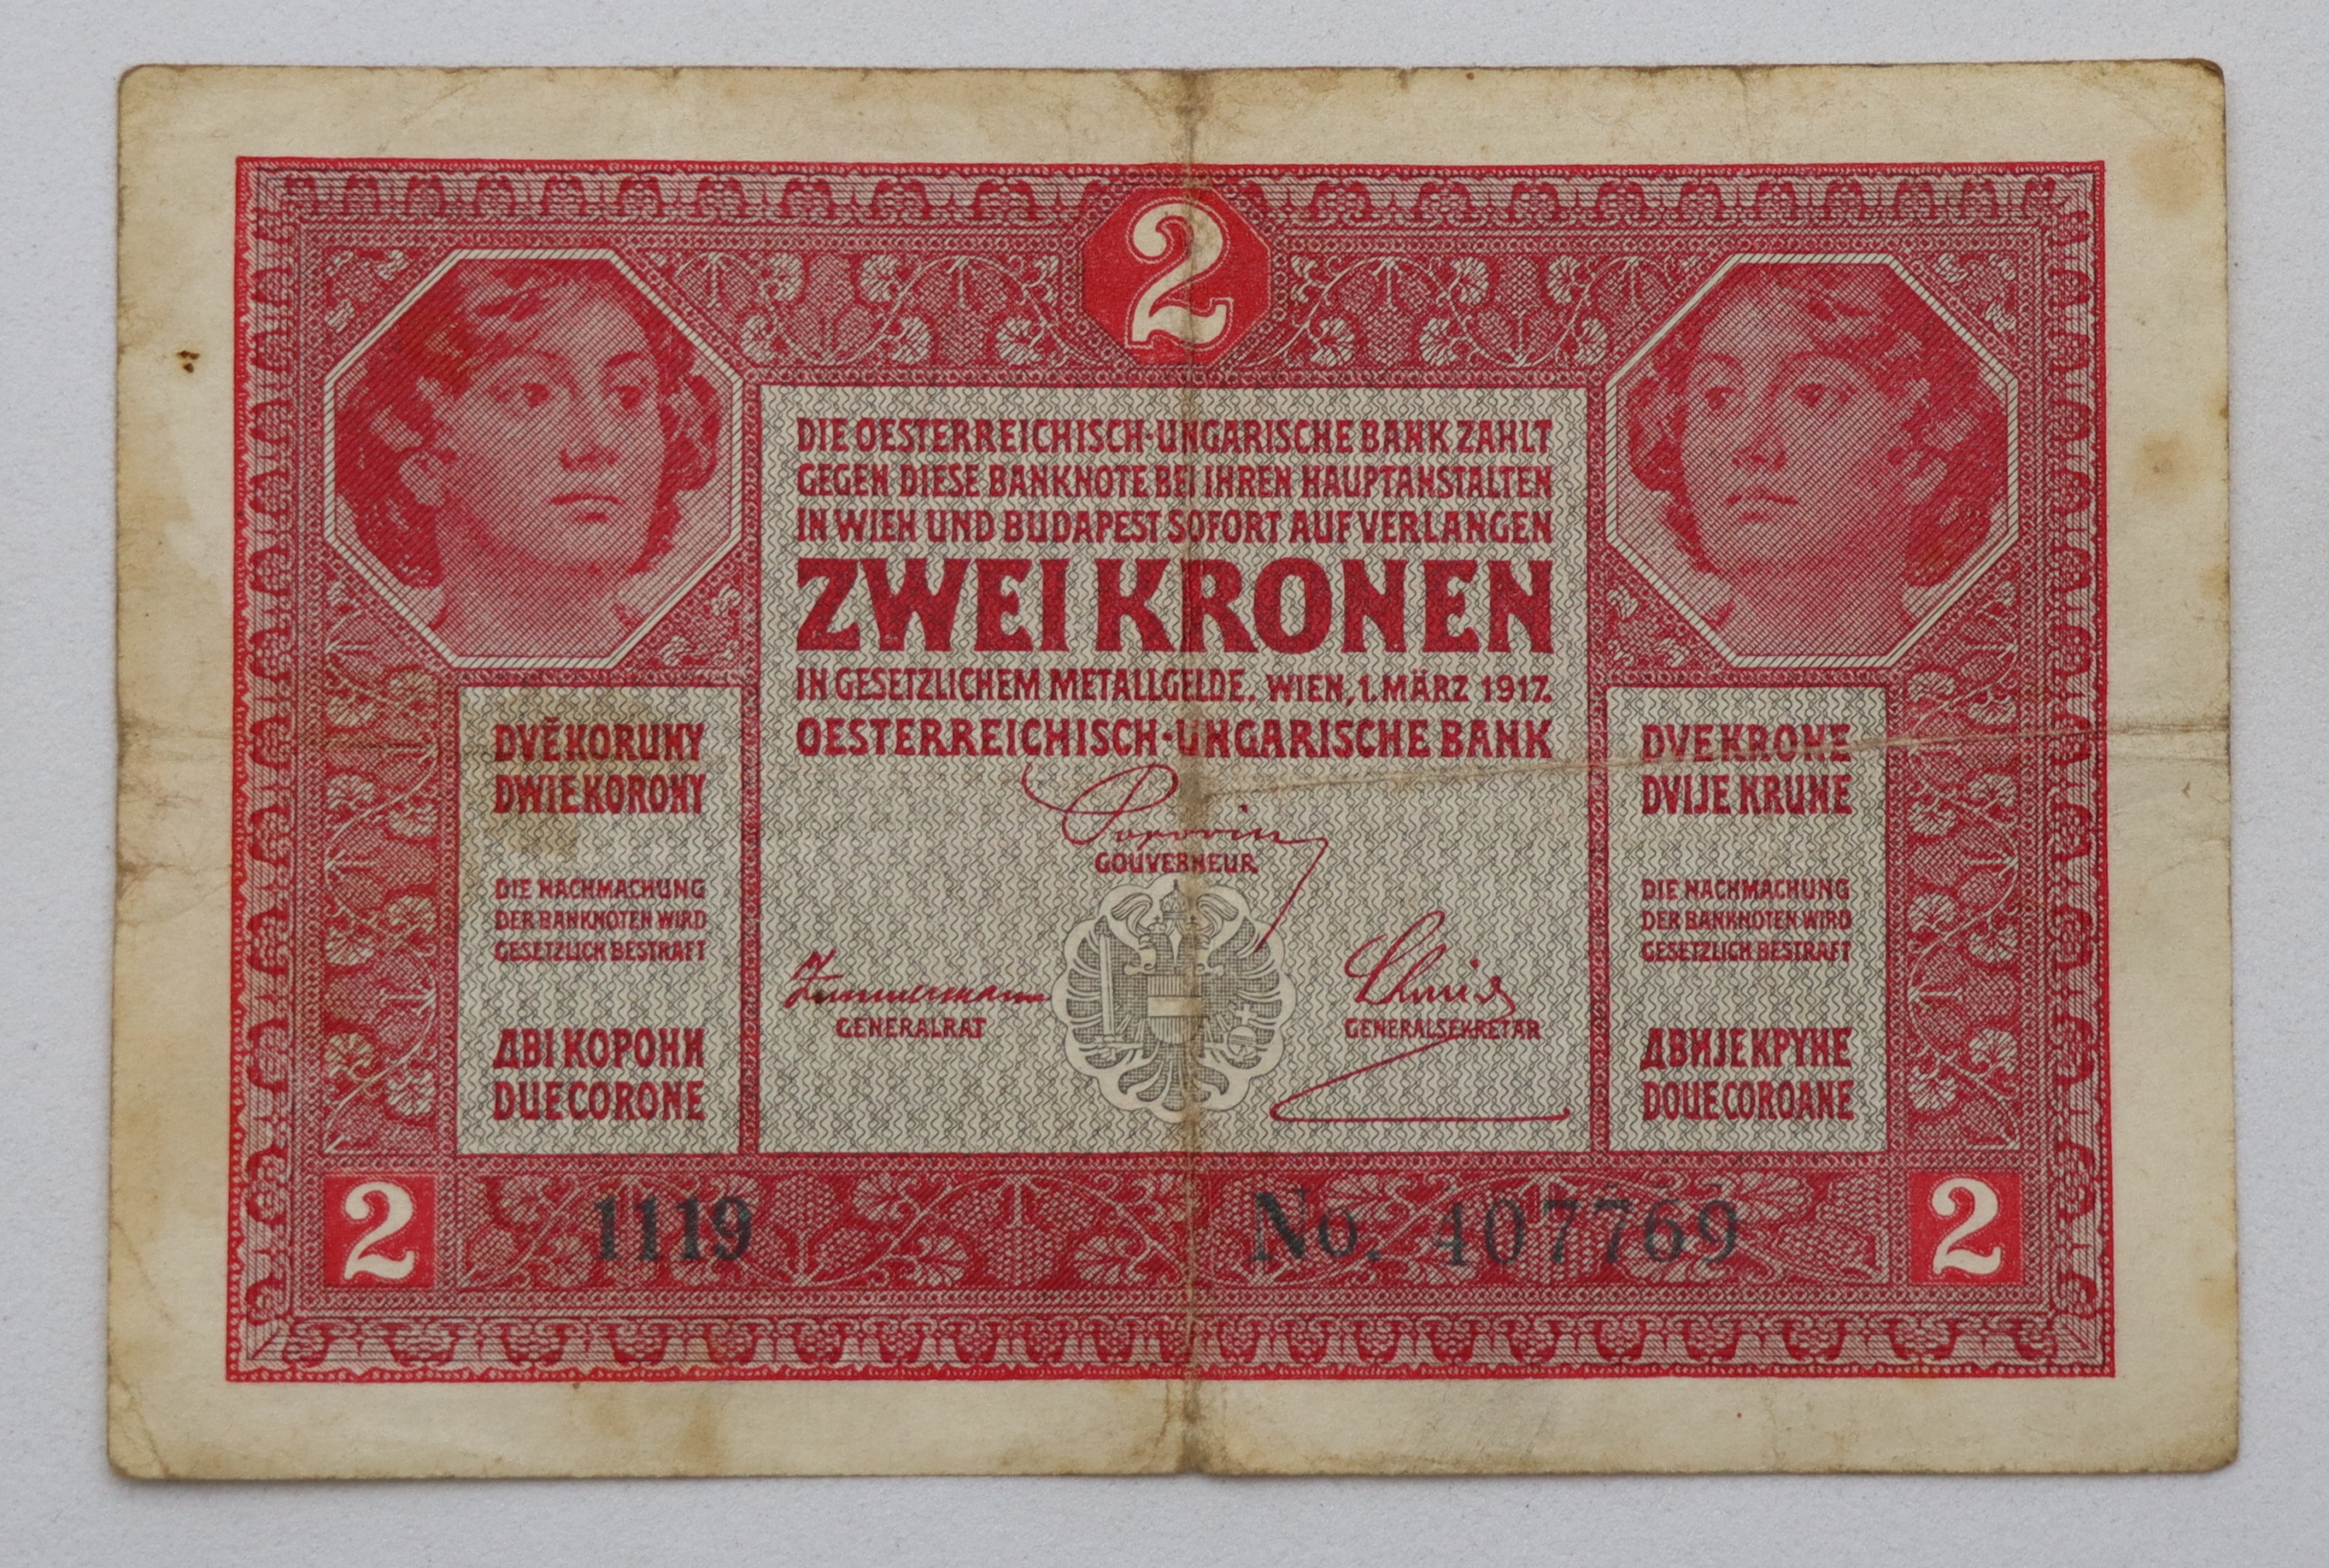 2
DIE OESTERREICHISCH-UNGARISCHE BANK ZAHLT
GEGEN DIESE BANKNOTE BEI IHREN HAUPTANSTALTEN
IN WIEN UND BUDAPEST SOFORT AUF VERLANGEN
ZWEI KRONEN
IN GESETZLICHEM METALLGELDE. WIEN, 1. MÄRZ 1917.
OESTERREICHISCH-UNGARISCHE BANK
Popovics
GOUVERNEUR
Zimmermann
GENERALRAT
Schmid
GENERALSEKRETÄR
DVĚ KORUNY
DWIE KORONY
DIE NACHMACHUNG
DER BANKNOTEN WIRD
GESETZLICH BESTRAFT
ДВІ КОРОНИ
DUE CORONE
DVE KRONE
DVIJE KRUNE
DIE NACHMACHUNG
DER BANKNOTEN WIRD
GESETZLICH BESTRAFT
ДВИЈЕ КРУНЕ
DOUE COROANE
2
1119
No. 407769
2